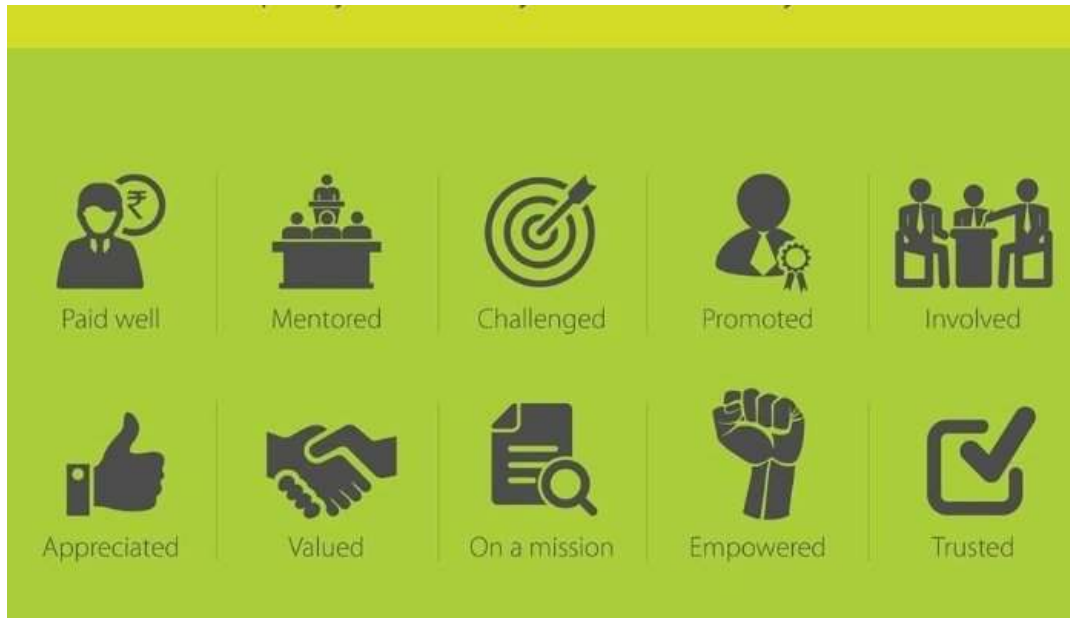 ₹
Paid well
Mentored
Challenged
Promoted
Involved
Appreciated
Valued
On a mission
Empowered
Trusted